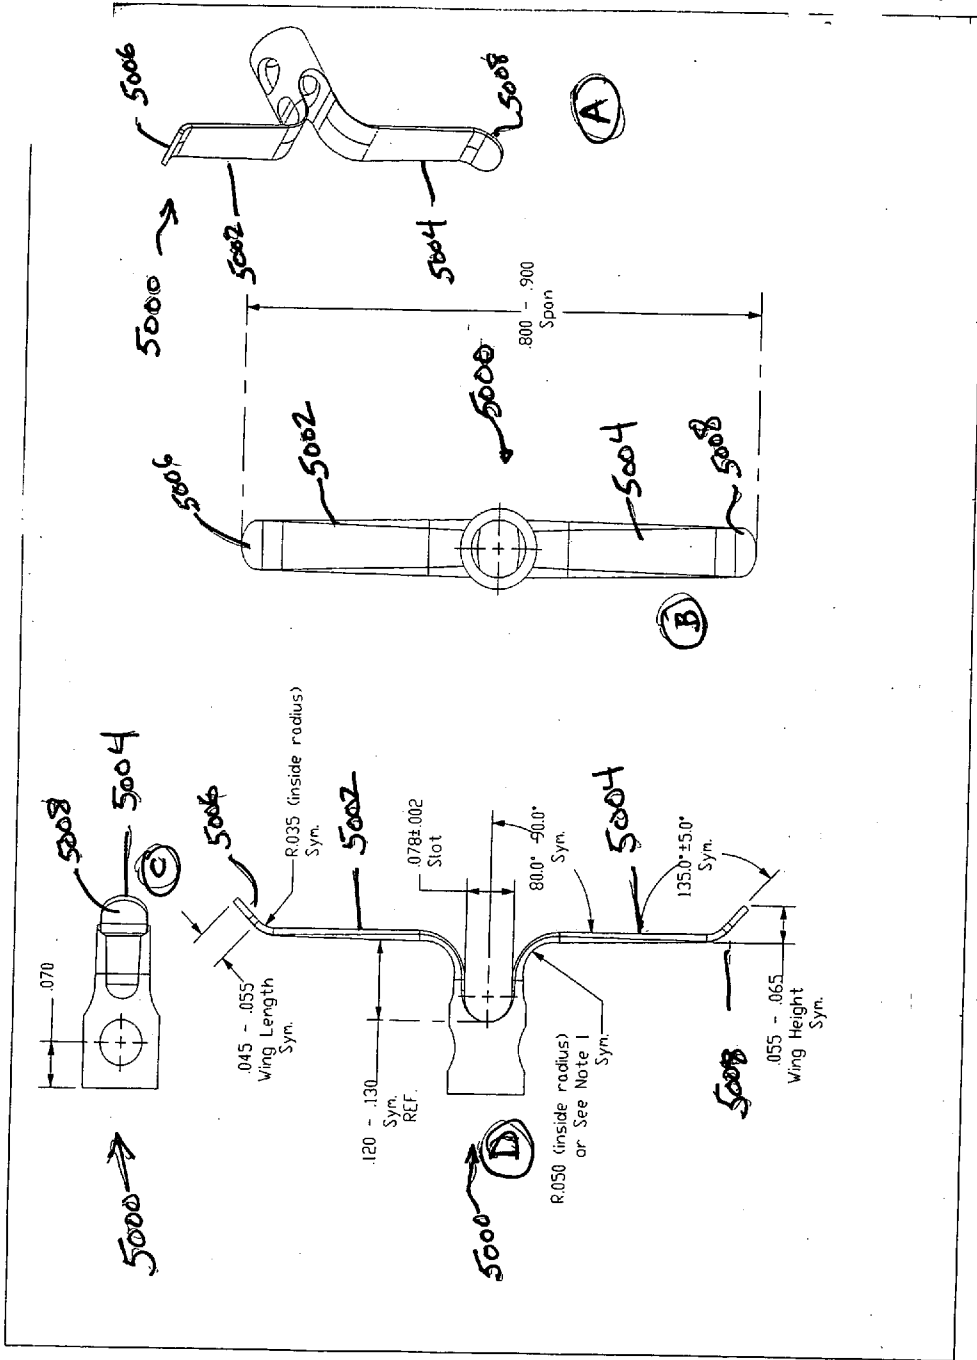 5000
5008
5004
C
.070
5006
R.035 (inside radius)
Sym.
.045 - .055
Wing Length
Sym.
5002
.078±.002
Slot
.120 - .130
Sym.
REF.
80.0° -90.0°
Sym.
5000
D
5004
135.0°±5.0°
Sym.
R.050 (inside radius)
or See Note 1
Sym.
5008
.055 - .065
Wing Height
Sym.
5006
5002
5000
5004
5008
B
.800 - .900
Span
5000
5006
5002
5004
5008
A